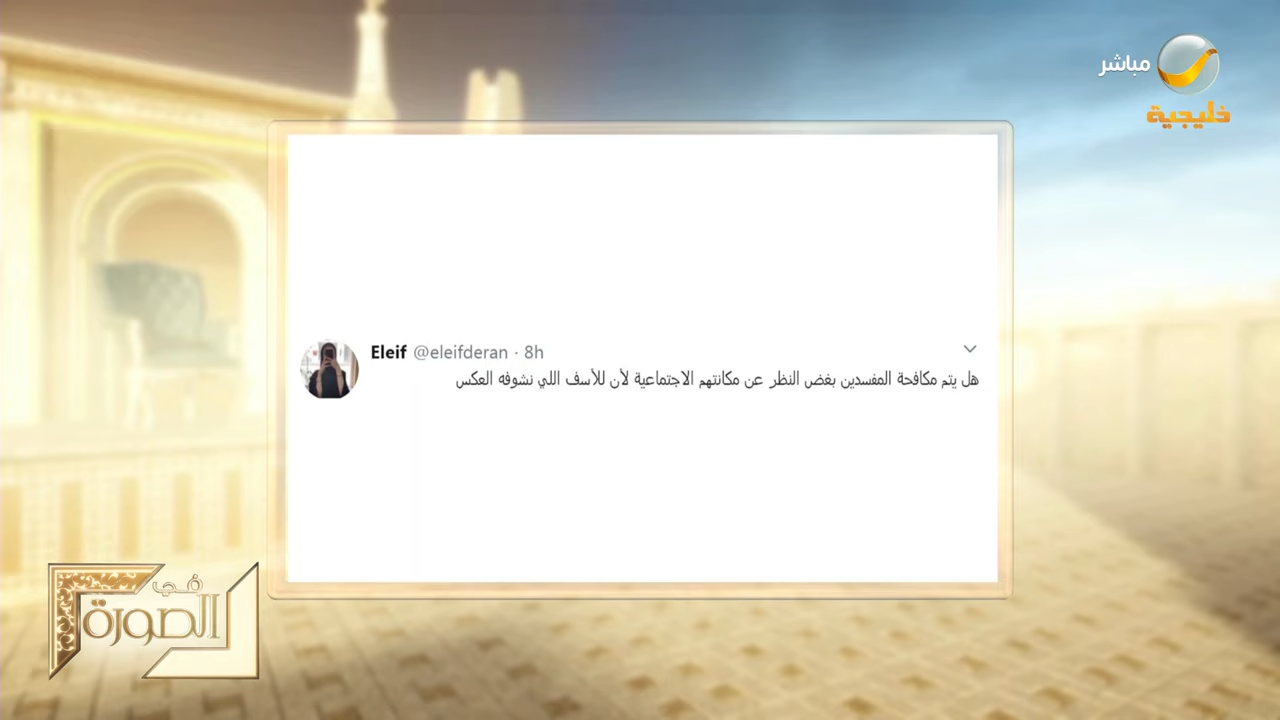 مباشر
خليجية
Eleif @eleifderan · 8h
هل يتم مكافحة المفسدين بغض النظر عن مكانتهم الاجتماعية لأن للأسف اللي نشوفه العكس
في
الصورة